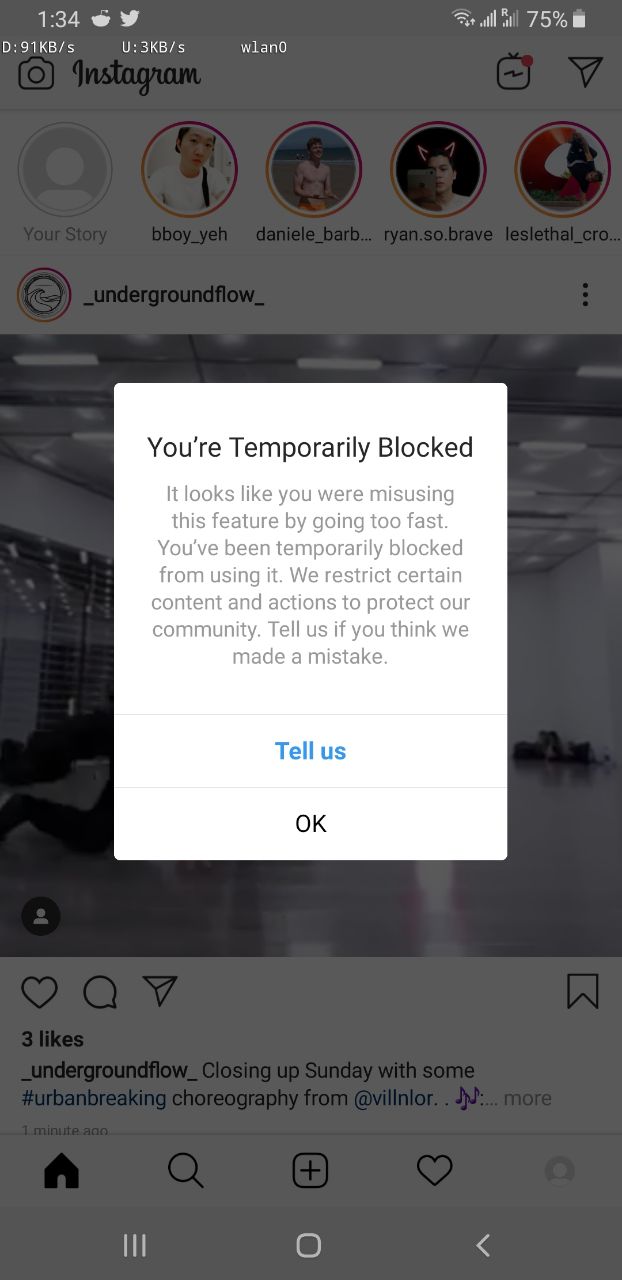 1:34 R 75%
D:91KB/s U:3KB/s wlan0
Instagram
Your Story bboy_yeh daniele_barb... ryan.so.brave leslethal_cro...
_undergroundflow_
You're Temporarily Blocked
It looks like you were misusing
this feature by going too fast.
You've been temporarily blocked
from using it. We restrict certain
content and actions to protect our
community. Tell us if you think we
made a mistake.
Tell us
OK
3 likes
_undergroundflow_ Closing up Sunday with some
#urbanbreaking choreography from @villnlor. . 🎶:... more
1 minute ago